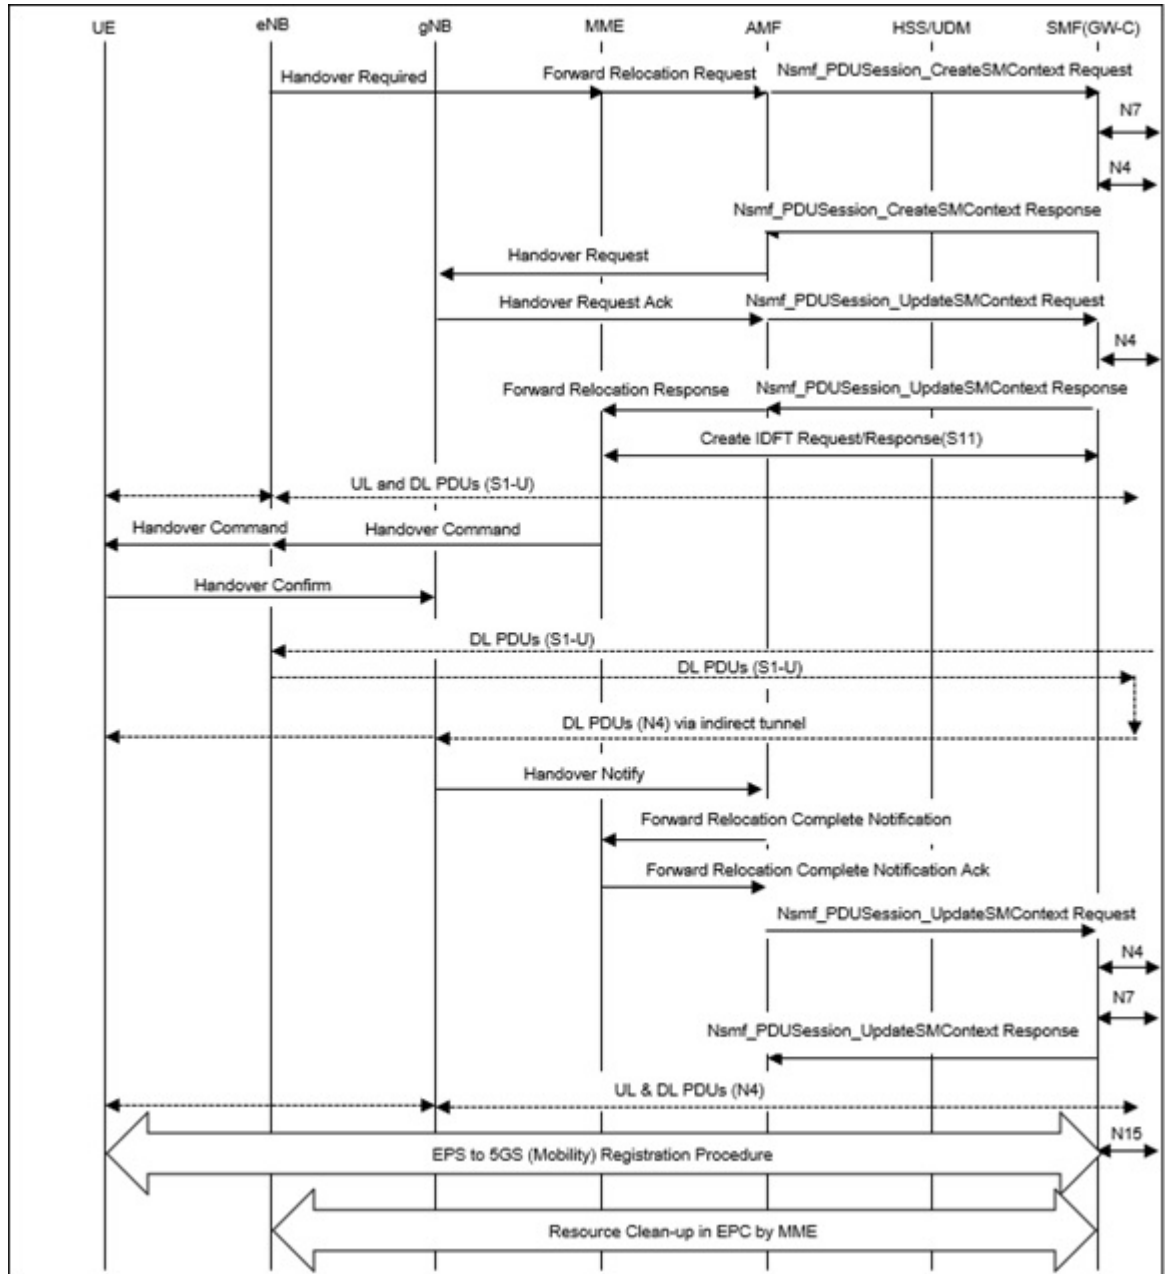 UE eNB gNB MME AMF HSS/UDM SMF(GW-C)
Handover Required Forward Relocation Request Nsmf_PDUSession_CreateSMContext Request
N7
N4
Nsmf_PDUSession_CreateSMContext Response
Handover Request
Handover Request Ack Nsmf_PDUSession_UpdateSMContext Request
N4
Forward Relocation Response Nsmf_PDUSession_UpdateSMContext Response
Create IDFT Request/Response(S11)
UL and DL PDUs (S1-U)
Handover Command Handover Command
Handover Confirm
DL PDUs (S1-U)
DL PDUs (S1-U)
DL PDUs (N4) via indirect tunnel
Handover Notify
Forward Relocation Complete Notification
Forward Relocation Complete Notification Ack
Nsmf_PDUSession_UpdateSMContext Request
N4
N7
Nsmf_PDUSession_UpdateSMContext Response
UL & DL PDUs (N4)
N15
EPS to 5GS (Mobility) Registration Procedure
Resource Clean-up in EPC by MME